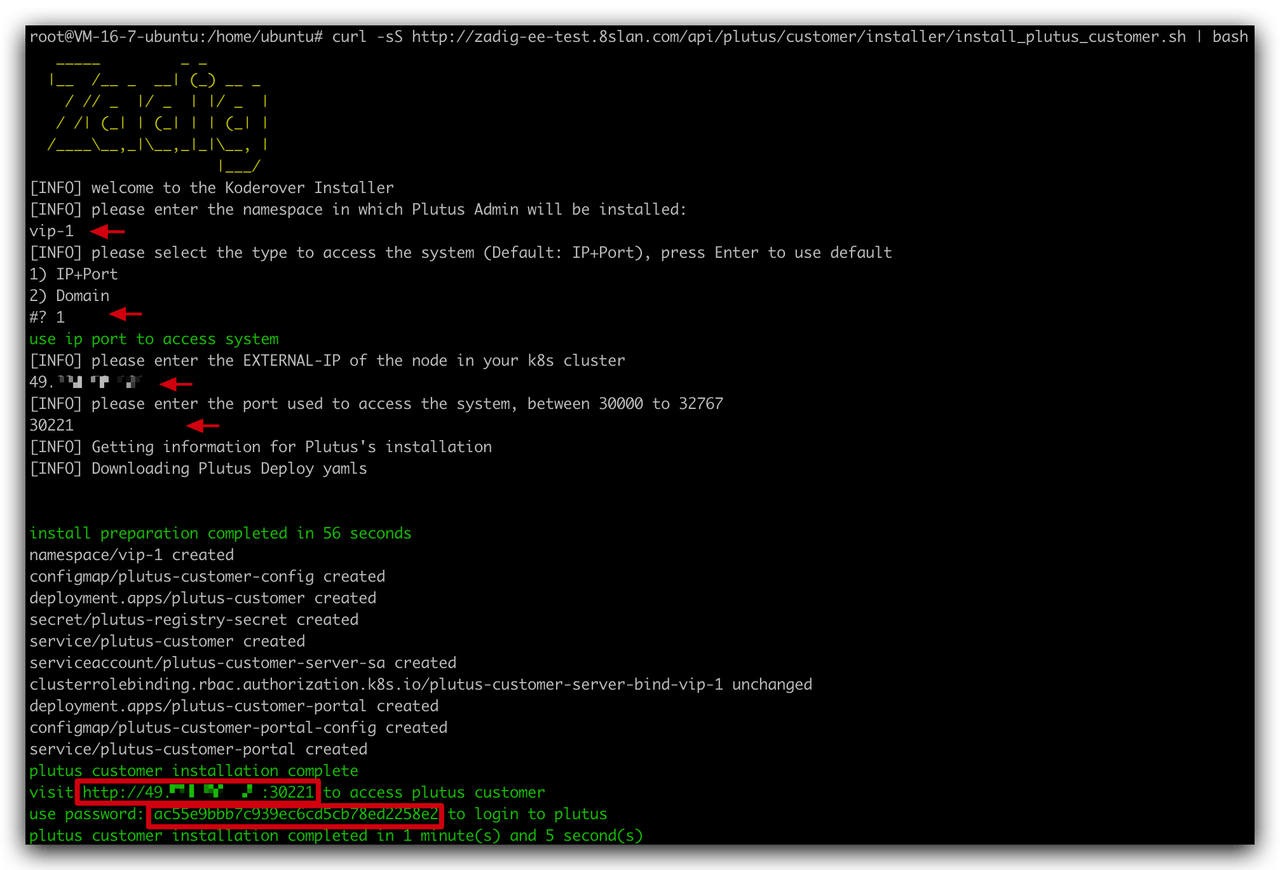 root@VM-16-7-ubuntu:/home/ubuntu# curl -sS http://zadig-ee-test.8slan.com/api/plutus/customer/installer/install_plutus_customer.sh | bash
Zadig
[INFO] welcome to the Koderover Installer
[INFO] please enter the namespace in which Plutus Admin will be installed:
vip-1
[INFO] please select the type to access the system (Default: IP+Port), press Enter to use default
1) IP+Port
2) Domain
#? 1
use ip port to access system
[INFO] please enter the EXTERNAL-IP of the node in your k8s cluster
49.
[INFO] please enter the port used to access the system, between 30000 to 32767
30221
[INFO] Getting information for Plutus's installation
[INFO] Downloading Plutus Deploy yamls
install preparation completed in 56 seconds
namespace/vip-1 created
configmap/plutus-customer-config created
deployment.apps/plutus-customer created
secret/plutus-registry-secret created
service/plutus-customer created
serviceaccount/plutus-customer-server-sa created
clusterrolebinding.rbac.authorization.k8s.io/plutus-customer-server-bind-vip-1 unchanged
deployment.apps/plutus-customer-portal created
configmap/plutus-customer-portal-config created
service/plutus-customer-portal created
plutus customer installation complete
visit http://49. :30221 to access plutus customer
use password: ac55e9bbb7c939ec6cd5cb78ed2258e2 to login to plutus
plutus customer installation completed in 1 minute(s) and 5 second(s)